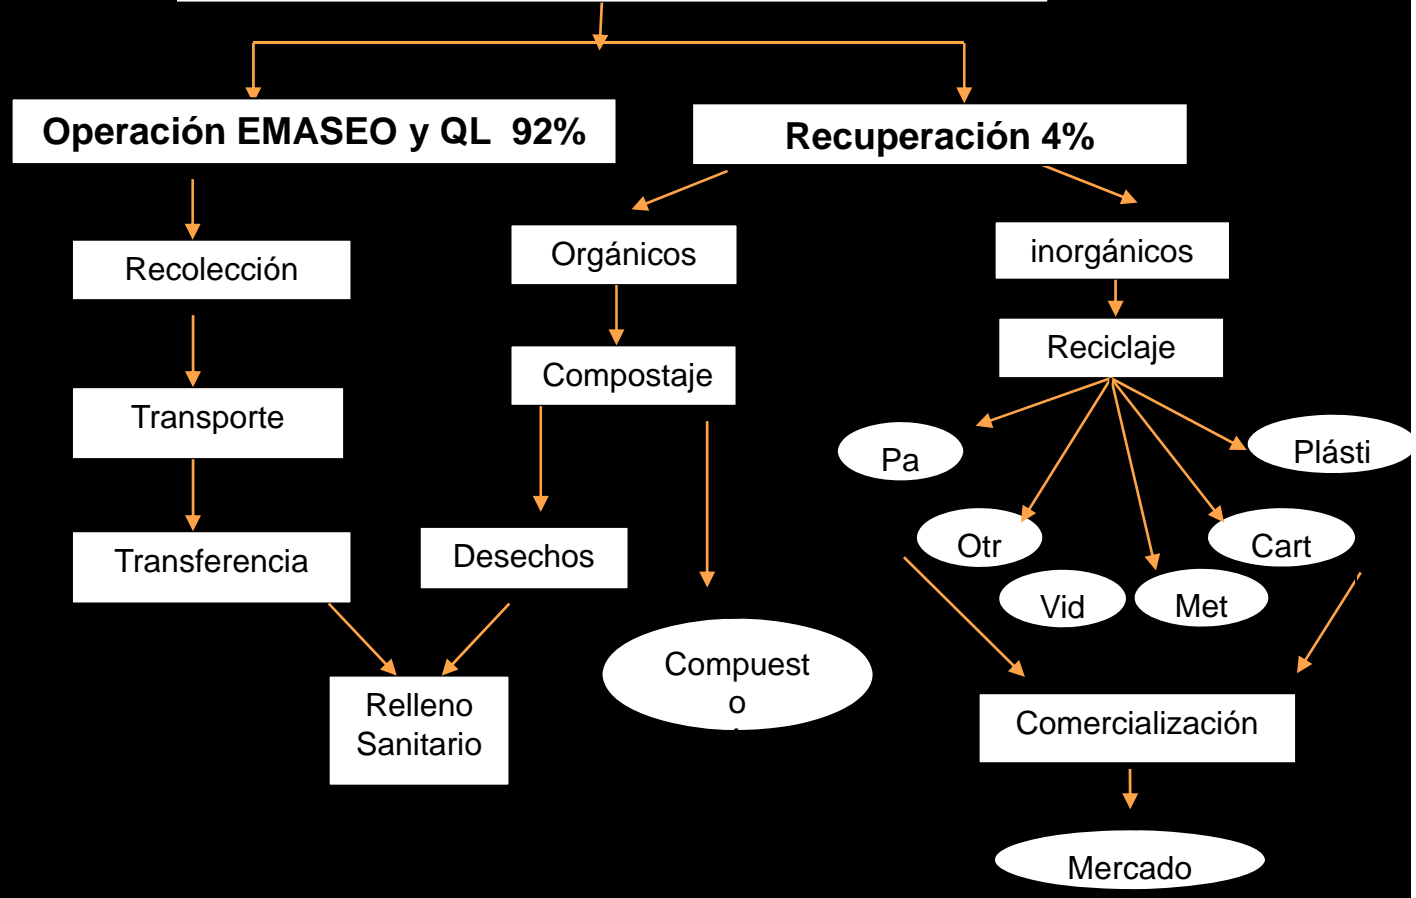 Operación EMASEO y QL 92%
Recuperación 4%
Recolección
Orgánicos
inorgánicos
Reciclaje
Transporte
Compostaje
Pa
Plásti
Otr
Cart
Transferencia
Desechos
Vid
Met
Compuest
o
Relleno
Sanitario
Comercialización
Mercado